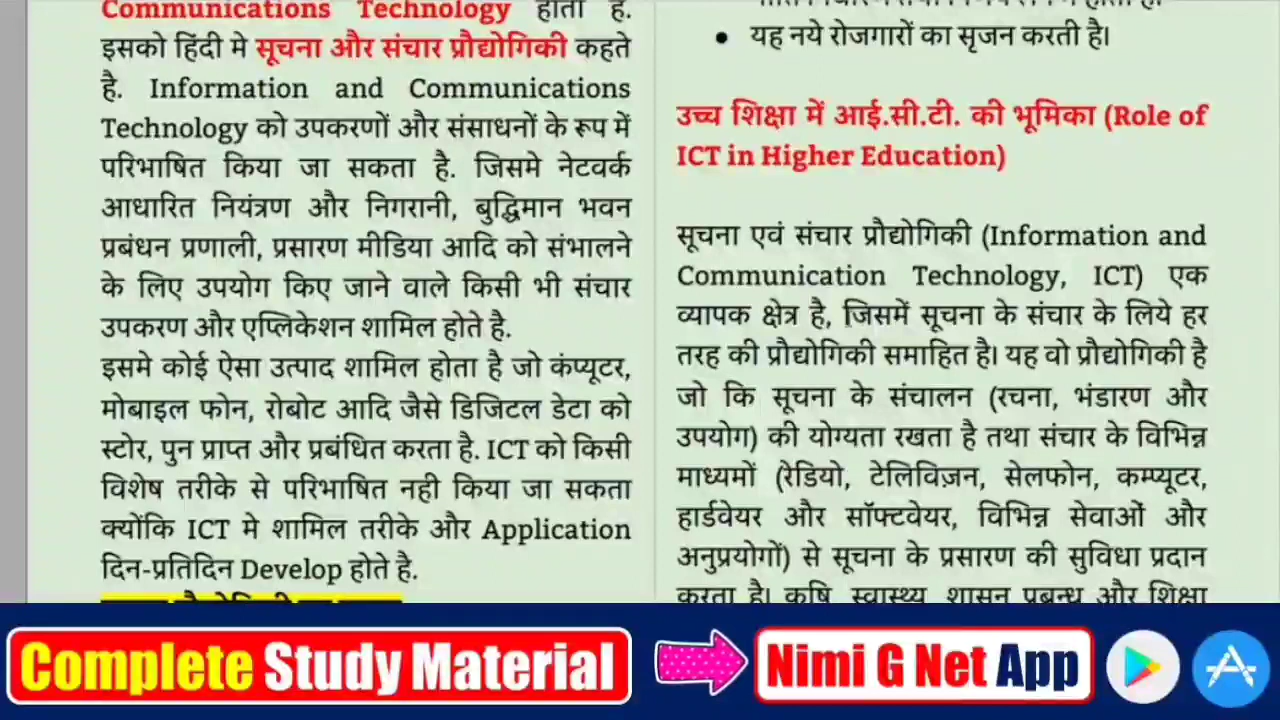 Communications Technology होता है.
इसको हिंदी मे सूचना और संचार प्रौद्योगिकी कहते
है. Information and Communications
Technology को उपकरणों और संसाधनों के रूप में
परिभाषित किया जा सकता है. जिसमे नेटवर्क
आधारित नियंत्रण और निगरानी, बुद्धिमान भवन
प्रबंधन प्रणाली, प्रसारण मीडिया आदि को संभालने
के लिए उपयोग किए जाने वाले किसी भी संचार
उपकरण और एप्लिकेशन शामिल होते है.
इसमे कोई ऐसा उत्पाद शामिल होता है जो कंप्यूटर,
मोबाइल फोन, रोबोट आदि जैसे डिजिटल डेटा को
स्टोर, पुन प्राप्त और प्रबंधित करता है. ICT को किसी
विशेष तरीके से परिभाषित नही किया जा सकता
क्योंकि ICT मे शामिल तरीके और Application
दिन-प्रतिदिन Develop होते है.
• यह नये रोजगारों का सृजन करती है।
उच्च शिक्षा में आई.सी.टी. की भूमिका (Role of
ICT in Higher Education)
सूचना एवं संचार प्रौद्योगिकी (Information and
Communication Technology, ICT) एक
व्यापक क्षेत्र है, जिसमें सूचना के संचार के लिये हर
तरह की प्रौद्योगिकी समाहित है। यह वो प्रौद्योगिकी है
जो कि सूचना के संचालन (रचना, भंडारण और
उपयोग) की योग्यता रखता है तथा संचार के विभिन्न
माध्यमों (रेडियो, टेलिविज़न, सेलफोन, कम्प्यूटर,
हार्डवेयर और सॉफ्टवेयर, विभिन्न सेवाओं और
अनुप्रयोगों) से सूचना के प्रसारण की सुविधा प्रदान
करता है। कृषि, स्वास्थ्य, शासन प्रबन्ध और शिक्षा
Complete Study Material
Nimi G Net App